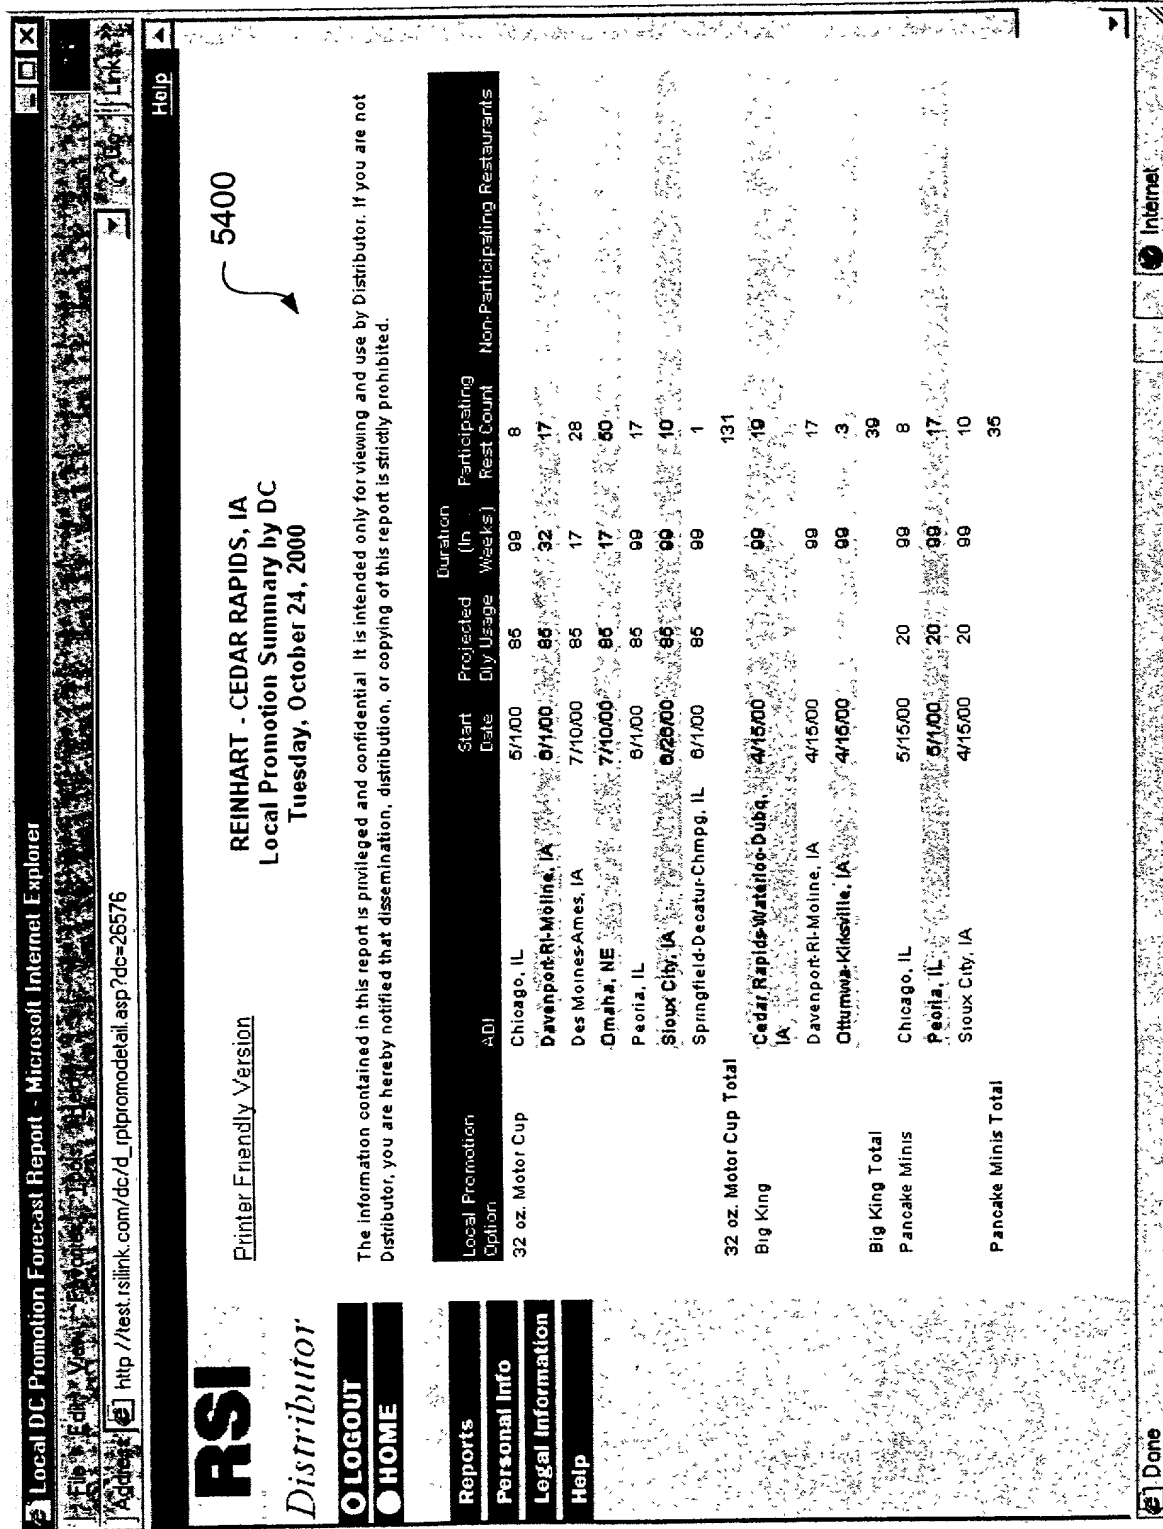 Local DC Promotion Forecast Report - Microsoft Internet Explorer
File Edit View Favorites Tools Help
Address http://test.rsilink.com/dc/d_rptpromodetail.asp?dc=26576 Go Links »
Help
RSI
Distributor
O LOGOUT
HOME
Reports
Personal Info
Legal Information
Help
Printer Friendly Version
REINHART - CEDAR RAPIDS, IA
Local Promotion Summary by DC
Tuesday, October 24, 2000
5400
The information contained in this report is privileged and confidential It is intended only for viewing and use by Distributor. If you are not
Distributor, you are hereby notified that dissemination, distribution, or copying of this report is strictly prohibited.
Local Promotion Option ADI Start Date Projected Dly Usage Duration (In Weeks) Participating Rest Count Non-Participating Restaurants
32 oz. Motor Cup Chicago, IL 5/1/00 85 99 8
Davenport-RI-Moline, IA 6/1/00 85 32 17
Des Moines-Ames, IA 7/10/00 85 17 28
Omaha, NE 7/10/00 85 17 50
Peoria, IL 6/1/00 85 99 17
Sioux City, IA 6/26/00 85 99 10
Springfield-Decatur-Chmpg, IL 6/1/00 85 99 1
32 oz. Motor Cup Total 131
Big King Cedar Rapids-Waterloo-Dubq, IA 4/15/00 99 19
Davenport-RI-Moline, IA 4/15/00 99 17
Ottumwa-Kirksville, IA 4/15/00 99 3
Big King Total 39
Pancake Minis Chicago, IL 5/15/00 20 99 8
Peoria, IL 5/1/00 20 99 17
Sioux City, IA 4/15/00 20 99 10
Pancake Minis Total 35
Done Internet